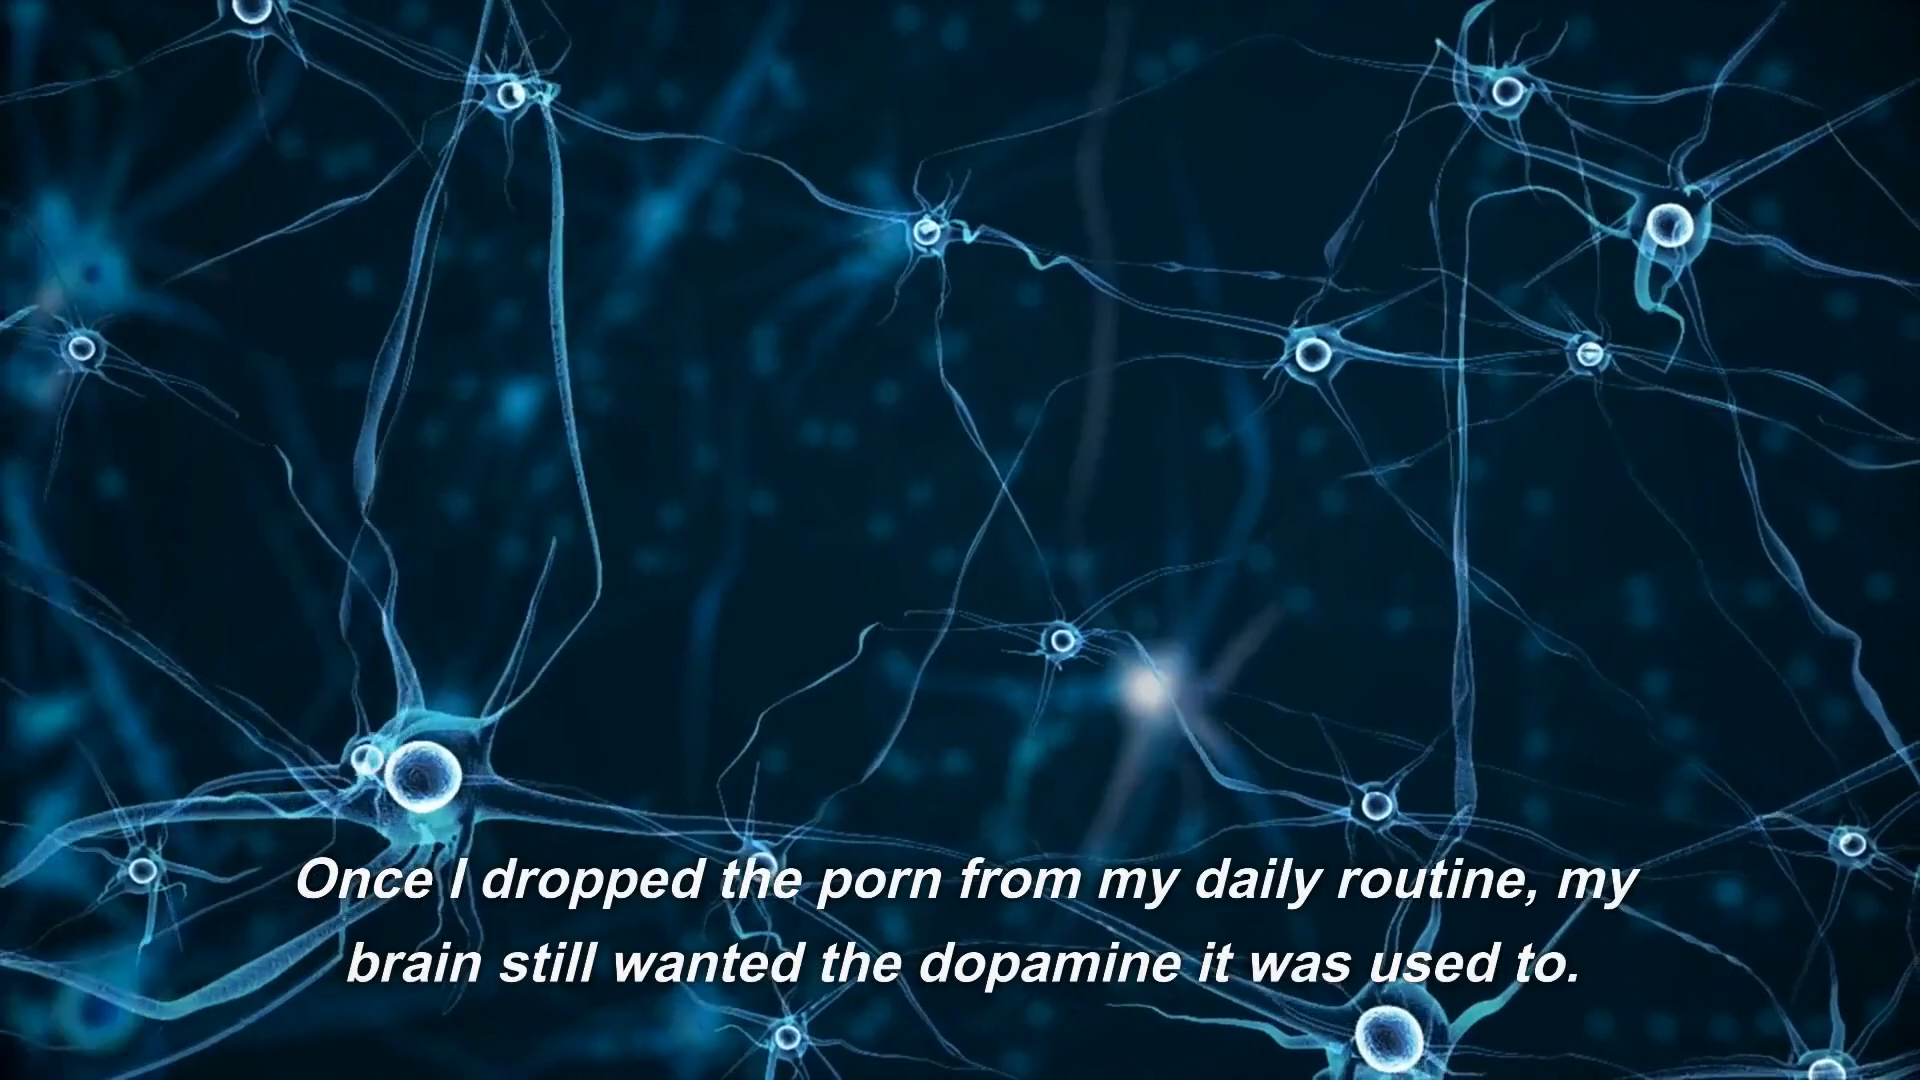 Once I dropped the porn from my daily routine, my
brain still wanted the dopamine it was used to.